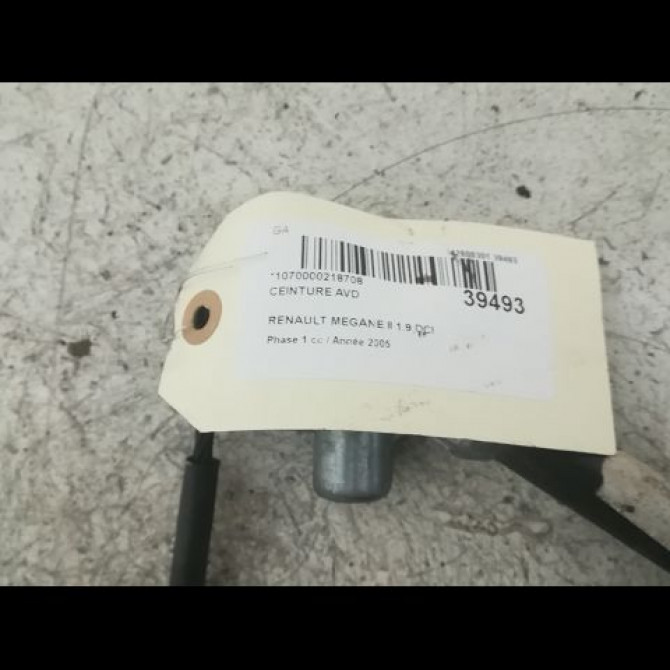 GA
*1070000218708
CEINTURE AVD
39493
RENAULT MEGANE II 1.9 DCI
Phase 1 cc / Année 2005